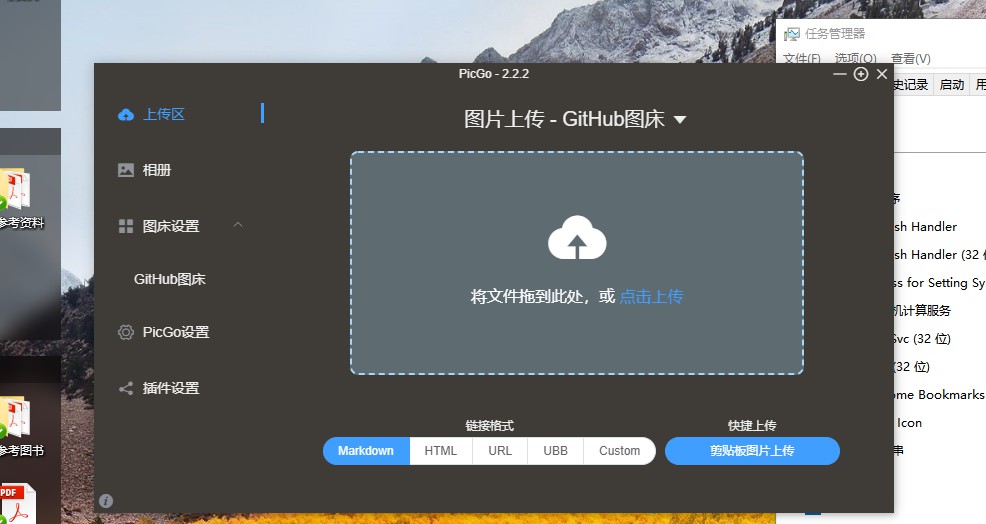 PicGo - 2.2.2
上传区
相册
图床设置
GitHub图床
PicGo设置
插件设置
图片上传 - GitHub图床
将文件拖到此处，或 点击上传
链接格式
Markdown
HTML
URL
UBB
Custom
快捷上传
剪贴板图片上传
任务管理器
文件(F) 选项(O) 查看(V)
史记录 启动 用
序
sh Handler
sh Handler (32 位
ss for Setting Sy
机计算服务
Svc (32 位)
(32 位)
ome Bookmarks
Icon
串
参考资料
参考图书
PDF